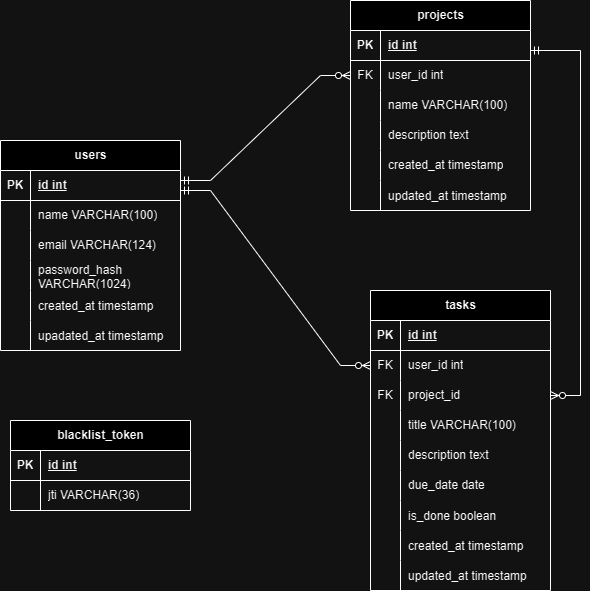 projects
PK id int
FK user_id int
name VARCHAR(100)
description text
created_at timestamp
updated_at timestamp
users
PK id int
name VARCHAR(100)
email VARCHAR(124)
password_hash
VARCHAR(1024)
created_at timestamp
upadated_at timestamp
tasks
PK id int
FK user_id int
FK project_id
title VARCHAR(100)
description text
due_date date
is_done boolean
created_at timestamp
updated_at timestamp
blacklist_token
PK id int
jti VARCHAR(36)